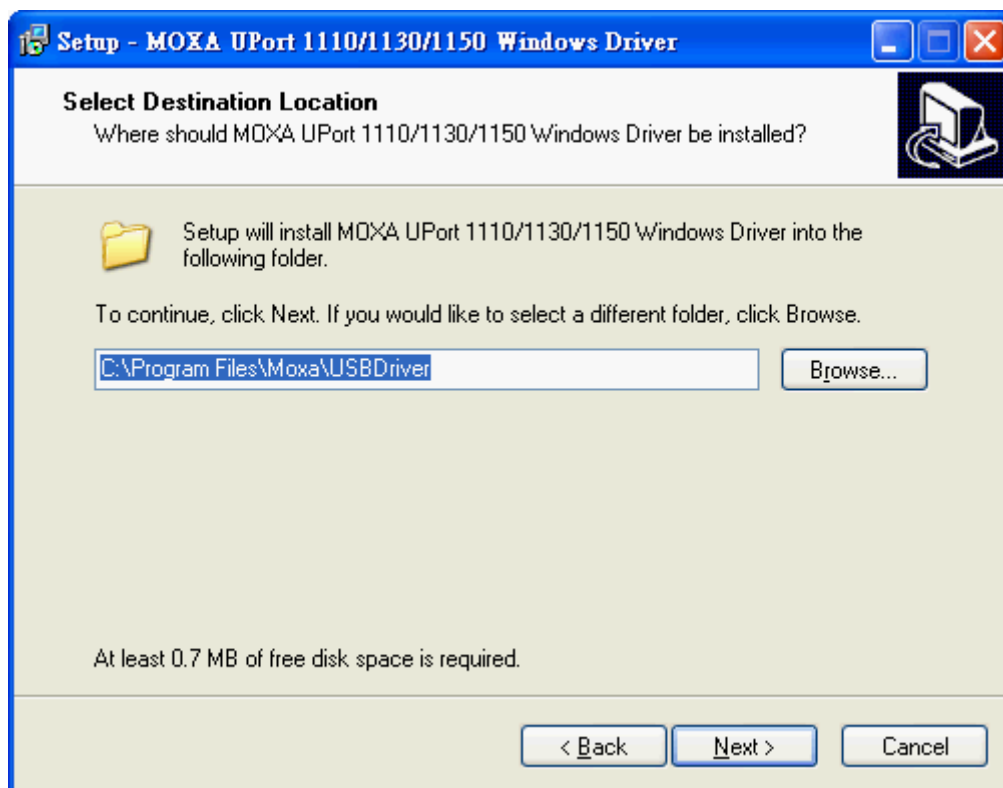 Setup - MOXA UPort 1110/1130/1150 Windows Driver
Select Destination Location
Where should MOXA UPort 1110/1130/1150 Windows Driver be installed?
Setup will install MOXA UPort 1110/1130/1150 Windows Driver into the
following folder.
To continue, click Next. If you would like to select a different folder, click Browse.
C:\Program Files\Moxa\USBDriver
Browse...
At least 0.7 MB of free disk space is required.
< Back Next > Cancel